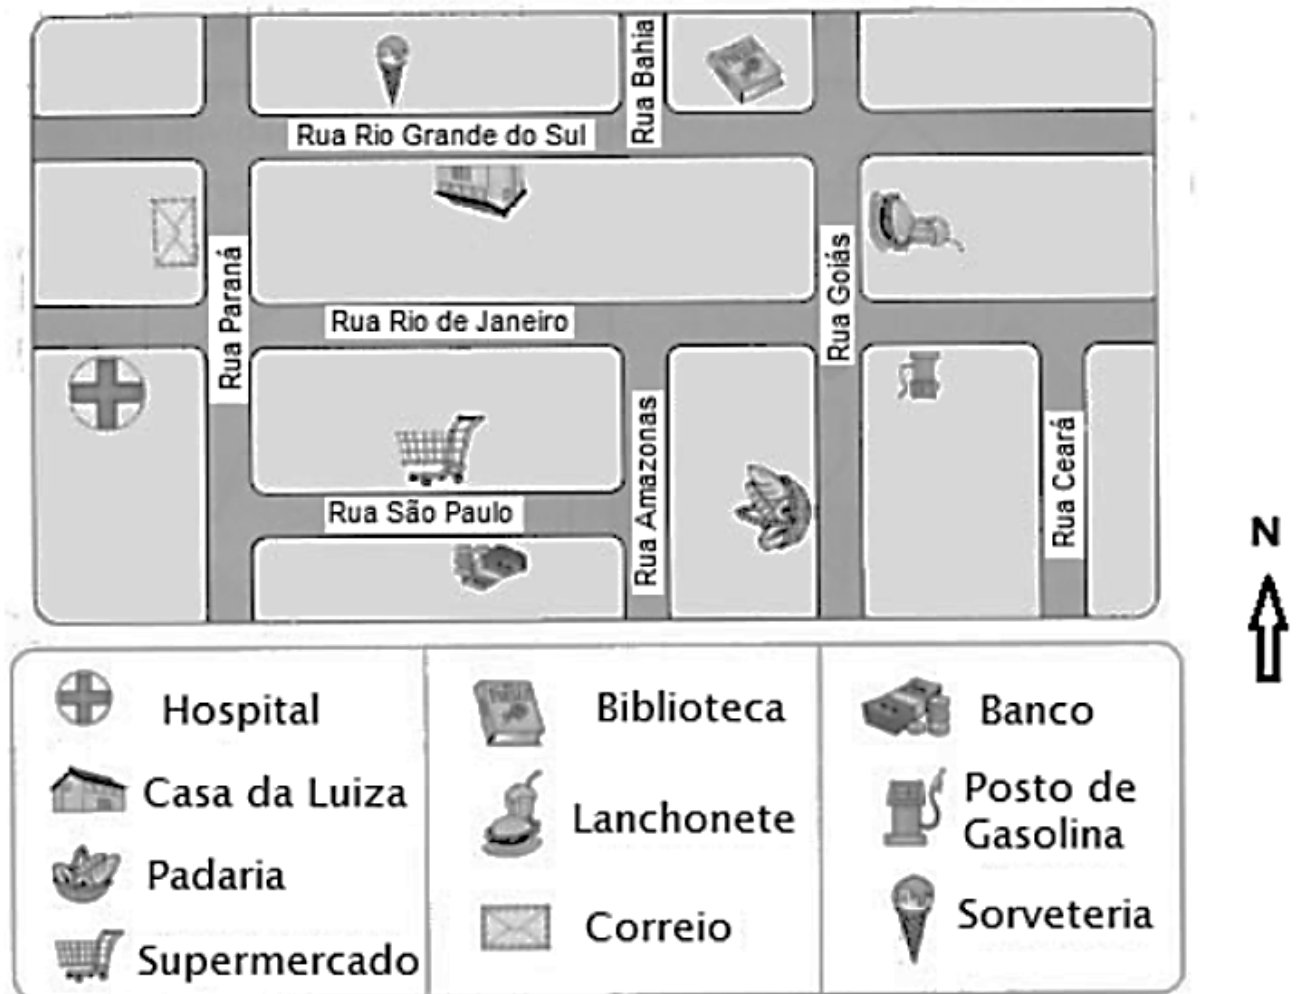 Rua Bahia
Rua Rio Grande do Sul
Rua Paraná
Rua Rio de Janeiro
Rua Goiás
Rua São Paulo
Rua Amazonas
Rua Ceará
N
Hospital
Casa da Luiza
Padaria
Supermercado
Biblioteca
Lanchonete
Correio
Banco
Posto de
Gasolina
Sorveteria